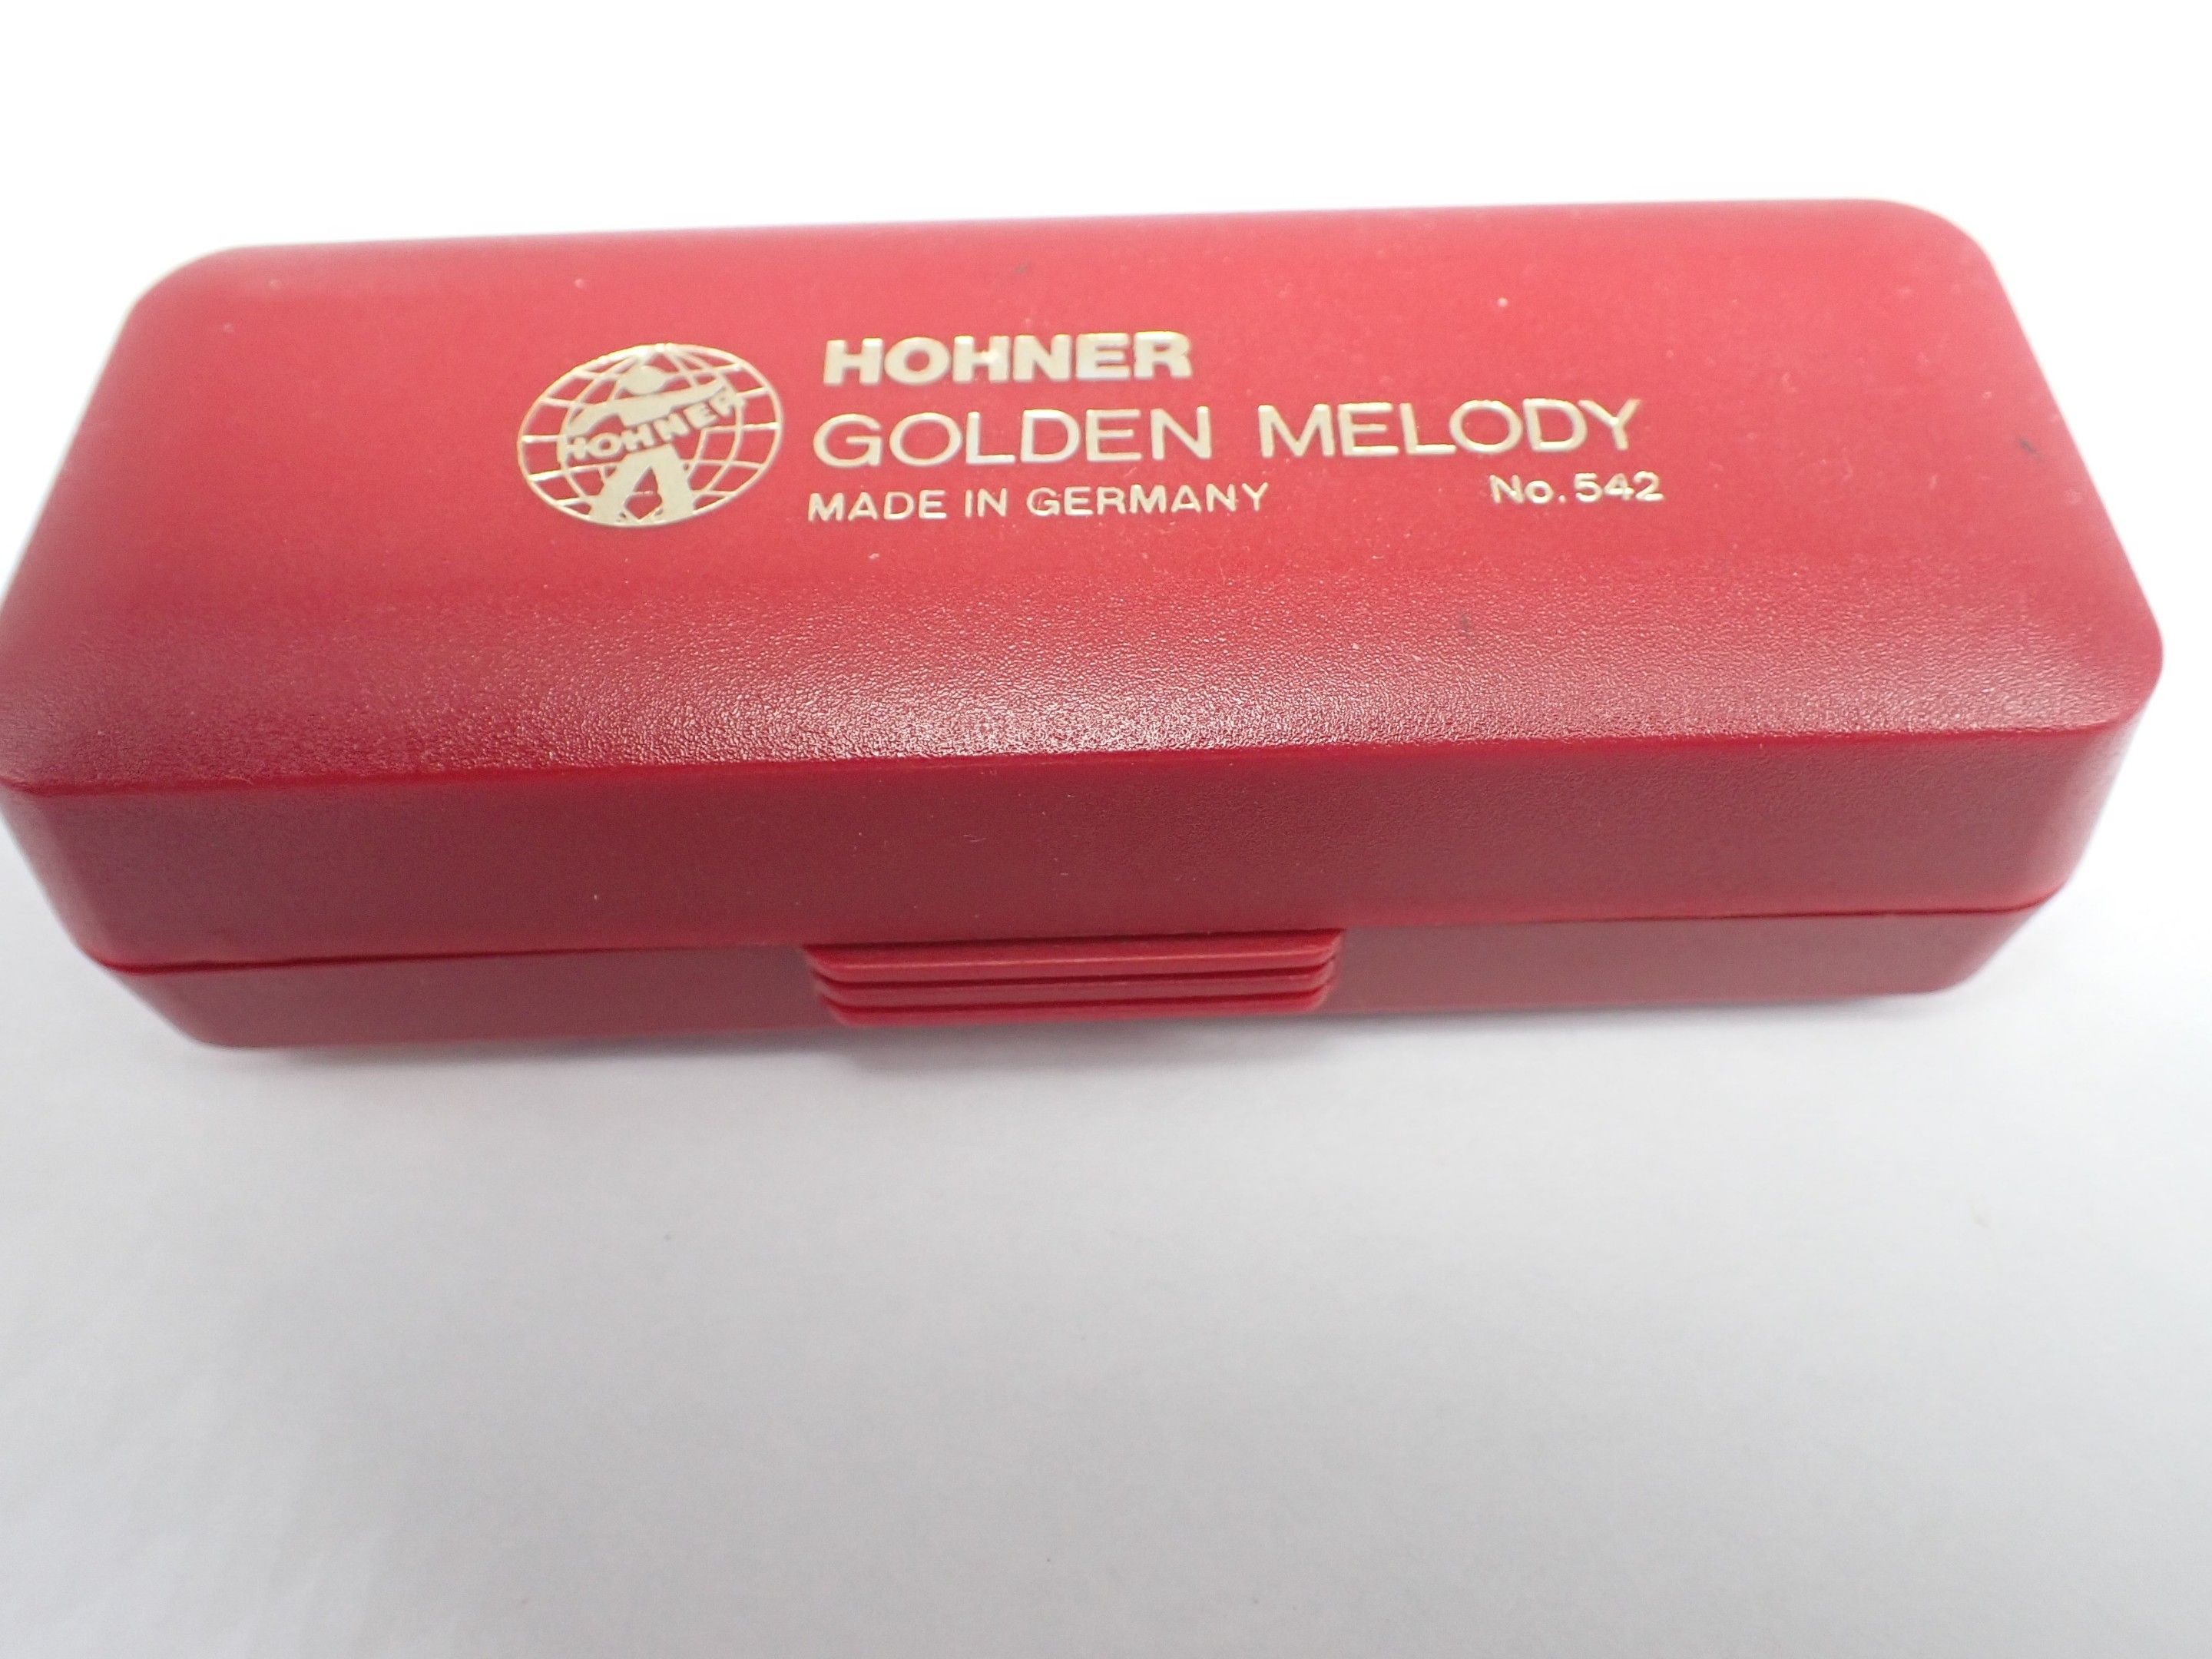 HOHNER
HOHNER
GOLDEN MELODY
MADE IN GERMANY No. 542